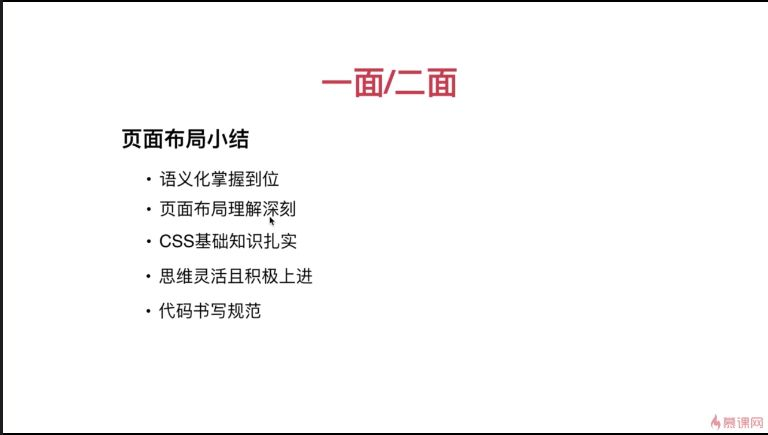 一面/二面
页面布局小结
• 语义化掌握到位
• 页面布局理解深刻
• CSS基础知识扎实
• 思维灵活且积极上进
• 代码书写规范
慕课网